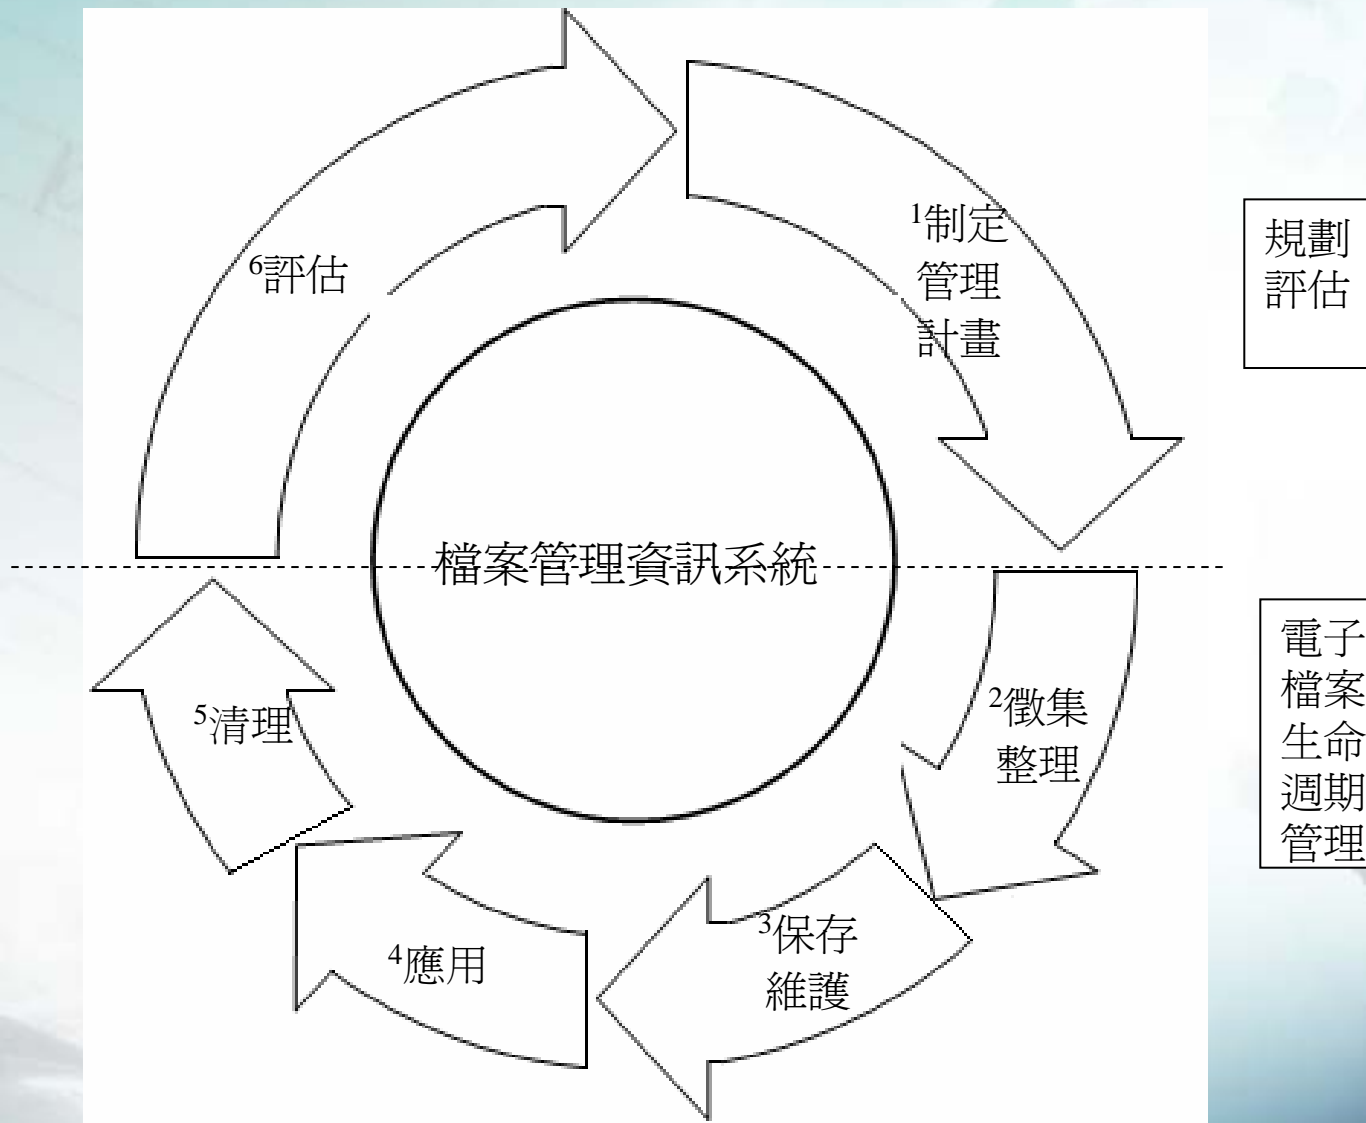 ¹制定
管理
計畫
規劃
評估
⁶評估
檔案管理資訊系統
電子
檔案
生命
週期
管理
²徵集
整理
³保存
維護
⁴應用
⁵清理